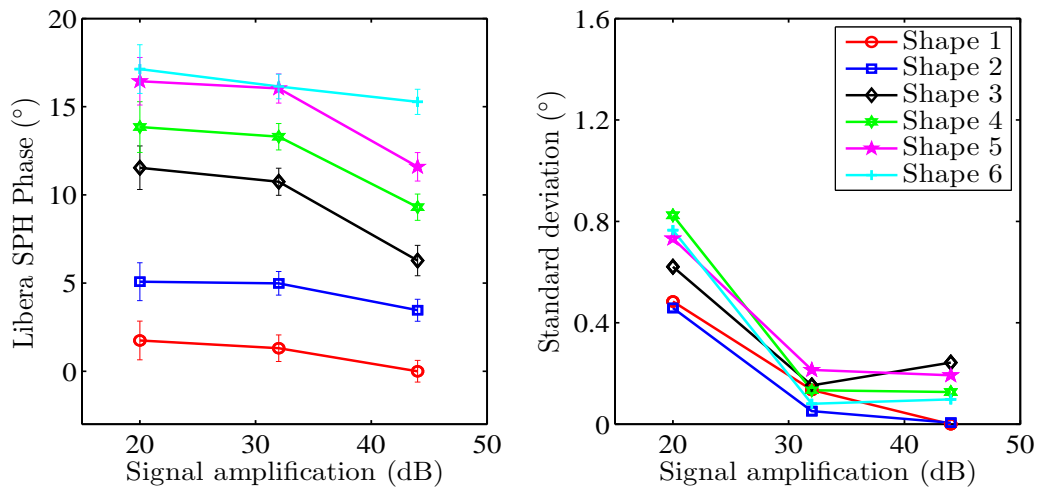 20
15
10
5
0
Libera SPH Phase (°)
20 30 40 50
Signal amplification (dB)
1.6
1.2
0.8
0.4
0
Standard deviation (°)
Shape 1
Shape 2
Shape 3
Shape 4
Shape 5
Shape 6
20 30 40 50
Signal amplification (dB)